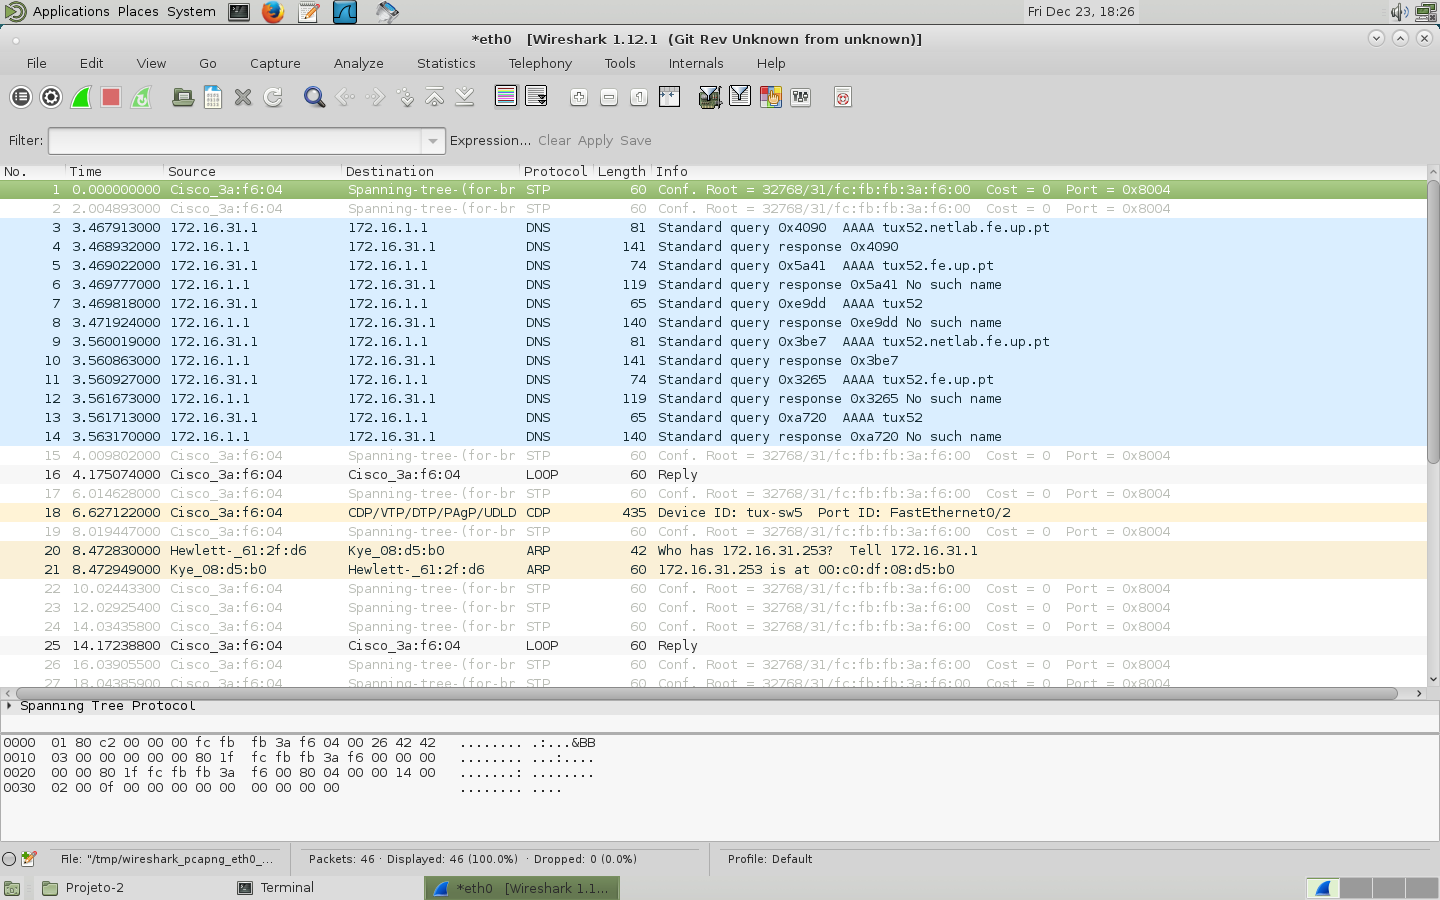 Applications Places System Fri Dec 23, 18:26
*eth0 [Wireshark 1.12.1 (Git Rev Unknown from unknown)]
File Edit View Go Capture Analyze Statistics Telephony Tools Internals Help
Filter: Expression... Clear Apply Save
No. Time Source Destination Protocol Length Info
1 0.000000000 Cisco_3a:f6:04 Spanning-tree-(for-br STP 60 Conf. Root = 32768/31/fc:fb:fb:3a:f6:00 Cost = 0 Port = 0x8004
2 2.004893000 Cisco_3a:f6:04 Spanning-tree-(for-br STP 60 Conf. Root = 32768/31/fc:fb:fb:3a:f6:00 Cost = 0 Port = 0x8004
3 3.467913000 172.16.31.1 172.16.1.1 DNS 81 Standard query 0x4090 AAAA tux52.netlab.fe.up.pt
4 3.468932000 172.16.1.1 172.16.31.1 DNS 141 Standard query response 0x4090
5 3.469022000 172.16.31.1 172.16.1.1 DNS 74 Standard query 0x5a41 AAAA tux52.fe.up.pt
6 3.469777000 172.16.1.1 172.16.31.1 DNS 119 Standard query response 0x5a41 No such name
7 3.469818000 172.16.31.1 172.16.1.1 DNS 65 Standard query 0xe9dd AAAA tux52
8 3.471924000 172.16.1.1 172.16.31.1 DNS 140 Standard query response 0xe9dd No such name
9 3.560019000 172.16.31.1 172.16.1.1 DNS 81 Standard query 0x3be7 AAAA tux52.netlab.fe.up.pt
10 3.560863000 172.16.1.1 172.16.31.1 DNS 141 Standard query response 0x3be7
11 3.560927000 172.16.31.1 172.16.1.1 DNS 74 Standard query 0x3265 AAAA tux52.fe.up.pt
12 3.561673000 172.16.1.1 172.16.31.1 DNS 119 Standard query response 0x3265 No such name
13 3.561713000 172.16.31.1 172.16.1.1 DNS 65 Standard query 0xa720 AAAA tux52
14 3.563170000 172.16.1.1 172.16.31.1 DNS 140 Standard query response 0xa720 No such name
15 4.009802000 Cisco_3a:f6:04 Spanning-tree-(for-br STP 60 Conf. Root = 32768/31/fc:fb:fb:3a:f6:00 Cost = 0 Port = 0x8004
16 4.175074000 Cisco_3a:f6:04 Cisco_3a:f6:04 LOOP 60 Reply
17 6.014628000 Cisco_3a:f6:04 Spanning-tree-(for-br STP 60 Conf. Root = 32768/31/fc:fb:fb:3a:f6:00 Cost = 0 Port = 0x8004
18 6.627122000 Cisco_3a:f6:04 CDP/VTP/DTP/PAgP/UDLD CDP 435 Device ID: tux-sw5 Port ID: FastEthernet0/2
19 8.019447000 Cisco_3a:f6:04 Spanning-tree-(for-br STP 60 Conf. Root = 32768/31/fc:fb:fb:3a:f6:00 Cost = 0 Port = 0x8004
20 8.472830000 Hewlett-_61:2f:d6 Kye_08:d5:b0 ARP 42 Who has 172.16.31.253? Tell 172.16.31.1
21 8.472949000 Kye_08:d5:b0 Hewlett-_61:2f:d6 ARP 60 172.16.31.253 is at 00:c0:df:08:d5:b0
22 10.02443300 Cisco_3a:f6:04 Spanning-tree-(for-br STP 60 Conf. Root = 32768/31/fc:fb:fb:3a:f6:00 Cost = 0 Port = 0x8004
23 12.02925400 Cisco_3a:f6:04 Spanning-tree-(for-br STP 60 Conf. Root = 32768/31/fc:fb:fb:3a:f6:00 Cost = 0 Port = 0x8004
24 14.03435800 Cisco_3a:f6:04 Spanning-tree-(for-br STP 60 Conf. Root = 32768/31/fc:fb:fb:3a:f6:00 Cost = 0 Port = 0x8004
25 14.17238800 Cisco_3a:f6:04 Cisco_3a:f6:04 LOOP 60 Reply
26 16.03905500 Cisco_3a:f6:04 Spanning-tree-(for-br STP 60 Conf. Root = 32768/31/fc:fb:fb:3a:f6:00 Cost = 0 Port = 0x8004
27 18.04385900 Cisco_3a:f6:04 Spanning-tree-(for-br STP 60 Conf. Root = 32768/31/fc:fb:fb:3a:f6:00 Cost = 0 Port = 0x8004
Spanning Tree Protocol
0000 01 80 c2 00 00 00 fc fb fb 3a f6 04 00 26 42 42 ........ .:...&BB
0010 03 00 00 00 00 00 80 1f fc fb fb 3a f6 00 00 00 ........ ...:....
0020 00 00 80 1f fc fb fb 3a f6 00 80 04 00 00 14 00 .......: ........
0030 02 00 0f 00 00 00 00 00 00 00 00 00 ........ ....
File: "/tmp/wireshark_pcapng_eth0_... Packets: 46 · Displayed: 46 (100.0%) · Dropped: 0 (0.0%) Profile: Default
Projeto-2 Terminal *eth0 [Wireshark 1.1...